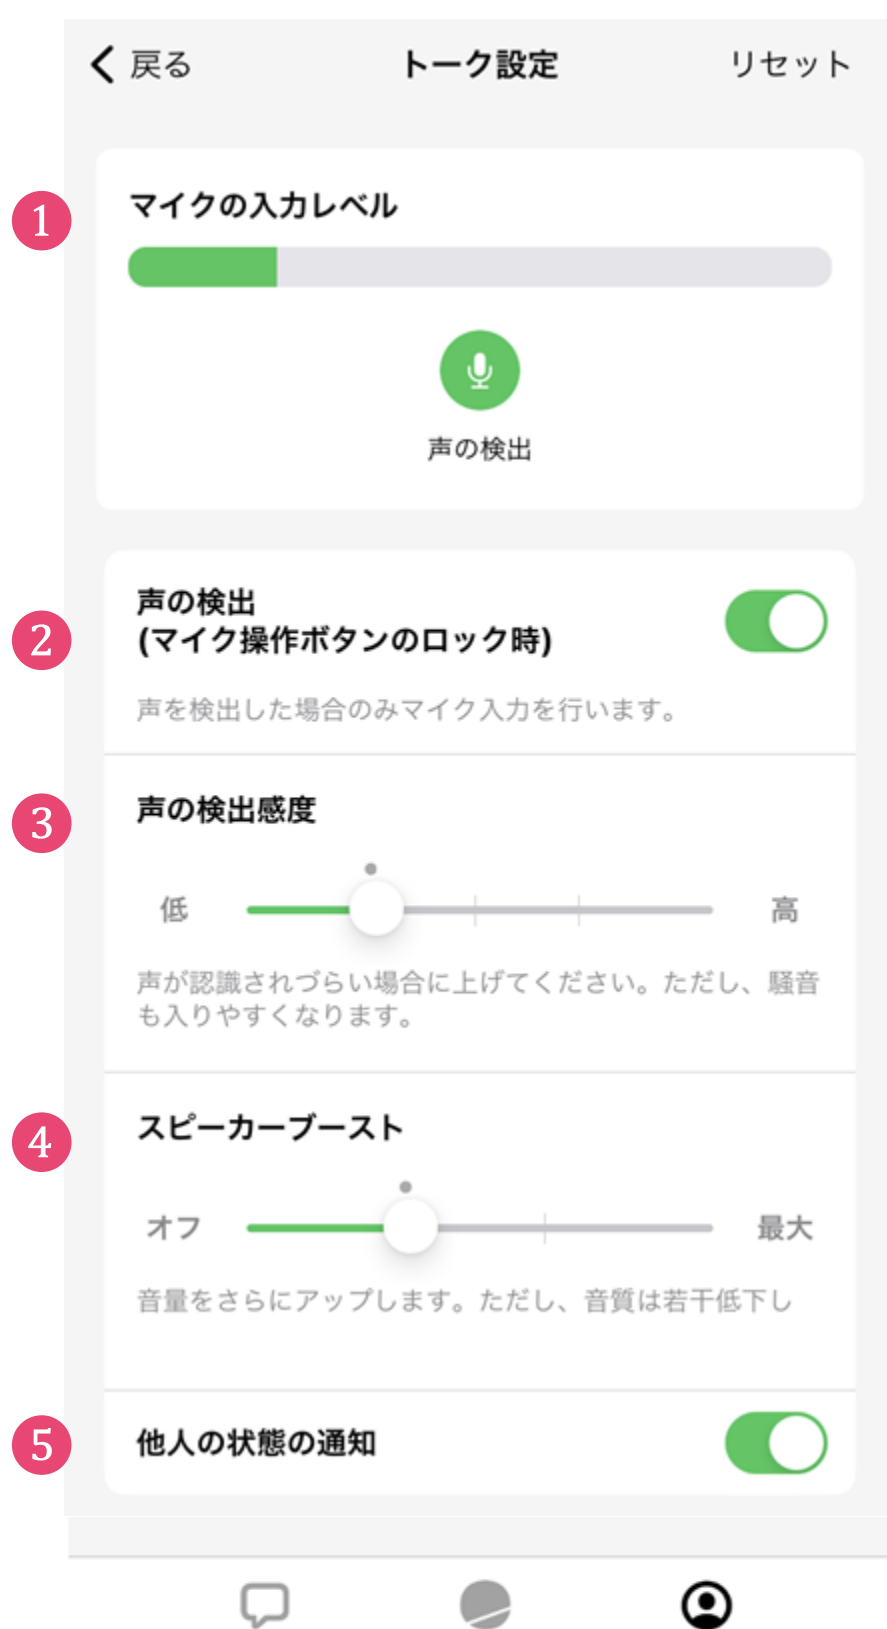 戻る
トーク設定
リセット
1
マイクの入力レベル
声の検出
2
声の検出
(マイク操作ボタンのロック時)
声を検出した場合のみマイク入力を行います。
3
声の検出感度
低
高
声が認識されづらい場合に上げてください。ただし、騒音
も入りやすくなります。
4
スピーカーブースト
オフ
最大
音量をさらにアップします。ただし、音質は若干低下し
5
他人の状態の通知